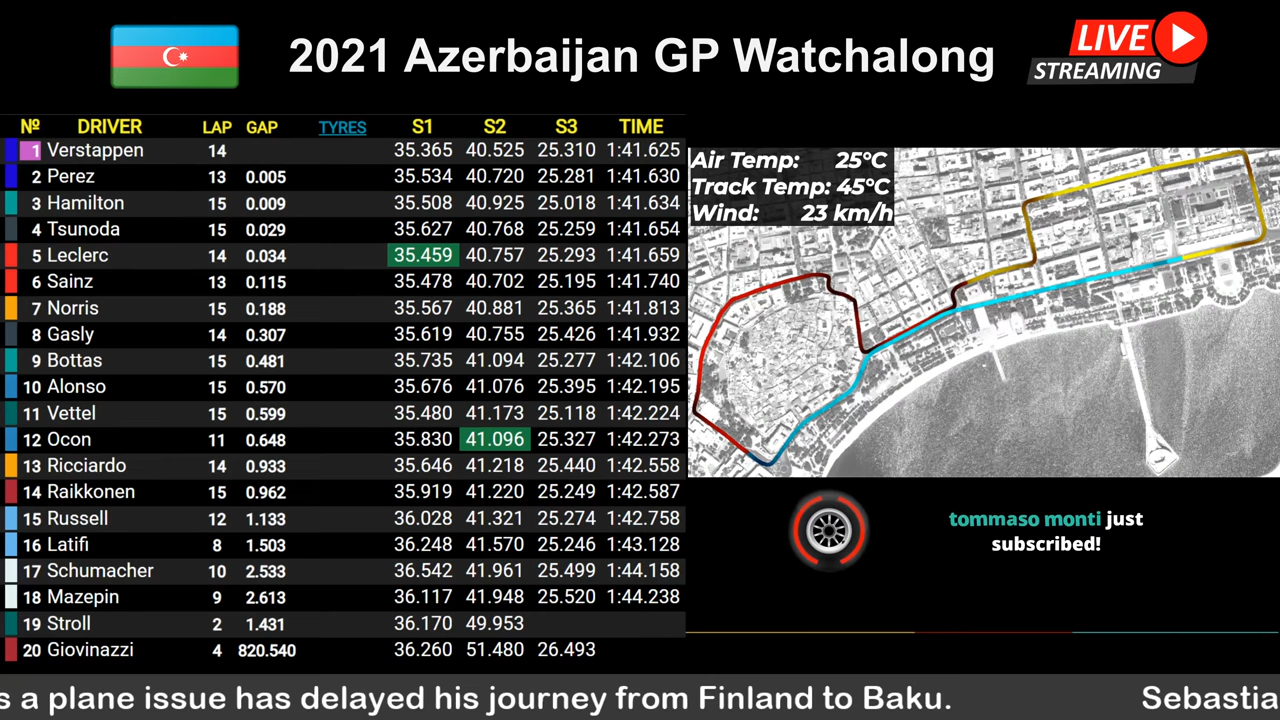 2021 Azerbaijan GP Watchalong
LIVE
STREAMING
Nº DRIVER LAP GAP TYRES S1 S2 S3 TIME
1 Verstappen 14 35.365 40.525 25.310 1:41.625
2 Perez 13 0.005 35.534 40.720 25.281 1:41.630
3 Hamilton 15 0.009 35.508 40.925 25.018 1:41.634
4 Tsunoda 15 0.029 35.627 40.768 25.259 1:41.654
5 Leclerc 14 0.034 35.459 40.757 25.293 1:41.659
6 Sainz 13 0.115 35.478 40.702 25.195 1:41.740
7 Norris 15 0.188 35.567 40.881 25.365 1:41.813
8 Gasly 14 0.307 35.619 40.755 25.426 1:41.932
9 Bottas 15 0.481 35.735 41.094 25.277 1:42.106
10 Alonso 15 0.570 35.676 41.076 25.395 1:42.195
11 Vettel 15 0.599 35.480 41.173 25.118 1:42.224
12 Ocon 11 0.648 35.830 41.096 25.327 1:42.273
13 Ricciardo 14 0.933 35.646 41.218 25.440 1:42.558
14 Raikkonen 15 0.962 35.919 41.220 25.249 1:42.587
15 Russell 12 1.133 36.028 41.321 25.274 1:42.758
16 Latifi 8 1.503 36.248 41.570 25.246 1:43.128
17 Schumacher 10 2.533 36.542 41.961 25.499 1:44.158
18 Mazepin 9 2.613 36.117 41.948 25.520 1:44.238
19 Stroll 2 1.431 36.170 49.953
20 Giovinazzi 4 820.540 36.260 51.480 26.493
Air Temp: 25°C
Track Temp: 45°C
Wind: 23 km/h
tommaso monti just
subscribed!
s a plane issue has delayed his journey from Finland to Baku. Sebastia